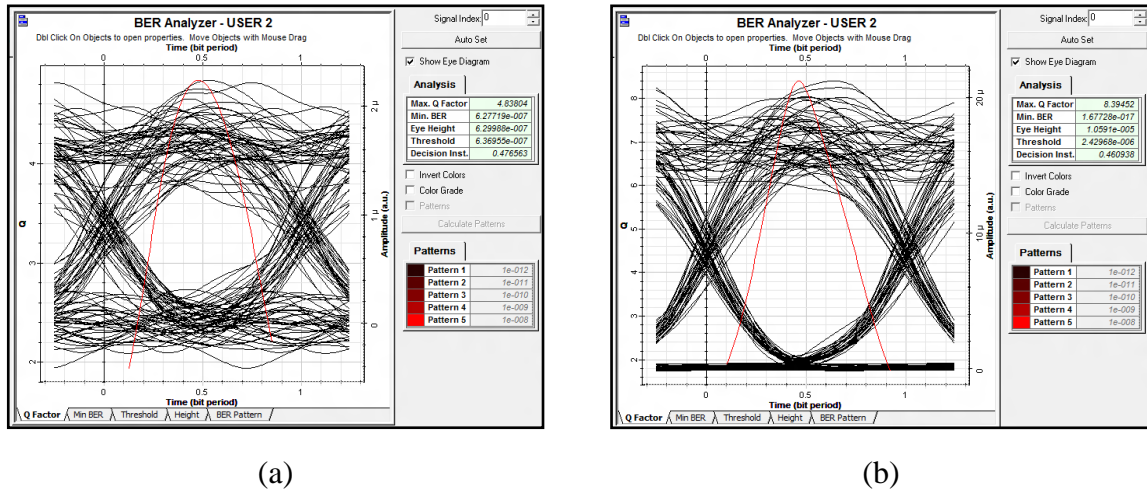 BER Analyzer - USER 2
Dbl Click On Objects to open properties. Move Objects with Mouse Drag
Time (bit period)
0 0.5 1
Q
4
3
2
Amplitude (a.u.)
2 µ
1 µ
0
0 0.5 1
Time (bit period)
Q Factor Min BER Threshold Height BER Pattern
Signal Index: 0
Auto Set
Show Eye Diagram
Analysis
Max. Q Factor 4.83804
Min. BER 6.27719e-007
Eye Height 6.29988e-007
Threshold 6.36955e-007
Decision Inst. 0.476563
Invert Colors
Color Grade
Patterns
Calculate Patterns
Patterns
Pattern 1 1e-012
Pattern 2 1e-011
Pattern 3 1e-010
Pattern 4 1e-009
Pattern 5 1e-008
(a)
BER Analyzer - USER 2
Dbl Click On Objects to open properties. Move Objects with Mouse Drag
Time (bit period)
0 0.5 1
Q
8
7
6
5
4
3
2
Amplitude (a.u.)
20 µ
10 µ
0
0 0.5 1
Time (bit period)
Q Factor Min BER Threshold Height BER Pattern
Signal Index: 0
Auto Set
Show Eye Diagram
Analysis
Max. Q Factor 8.39452
Min. BER 1.67728e-017
Eye Height 1.0591e-005
Threshold 2.42968e-006
Decision Inst. 0.460938
Invert Colors
Color Grade
Patterns
Calculate Patterns
Patterns
Pattern 1 1e-012
Pattern 2 1e-011
Pattern 3 1e-010
Pattern 4 1e-009
Pattern 5 1e-008
(b)